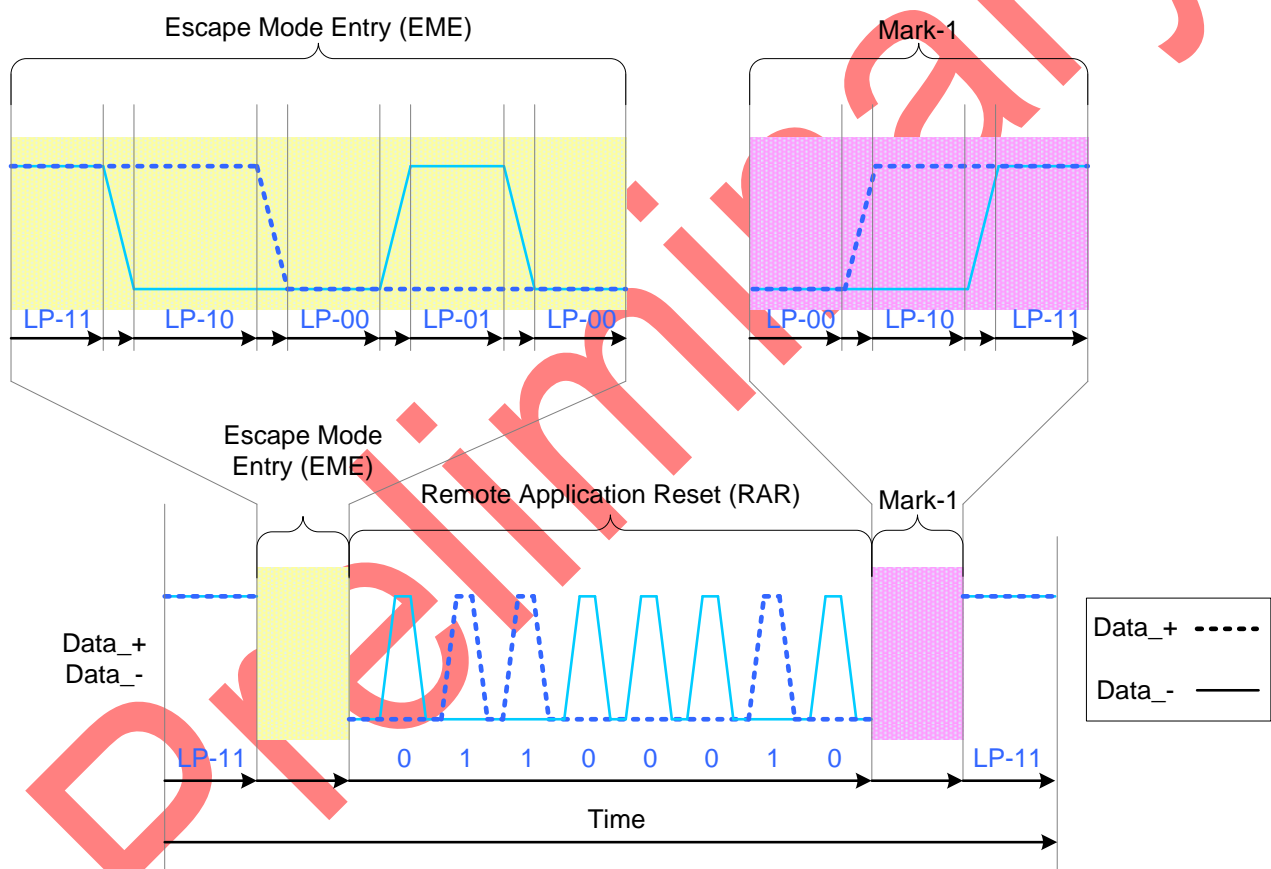 Escape Mode Entry (EME)
Mark-1
LP-11 LP-10 LP-00 LP-01 LP-00
LP-00 LP-10 LP-11
Escape Mode
Entry (EME)
Remote Application Reset (RAR)
Mark-1
Data_+
Data_-
LP-11 0 1 1 0 0 0 1 0 LP-11
Time
Data_+
Data_-
Preliminary